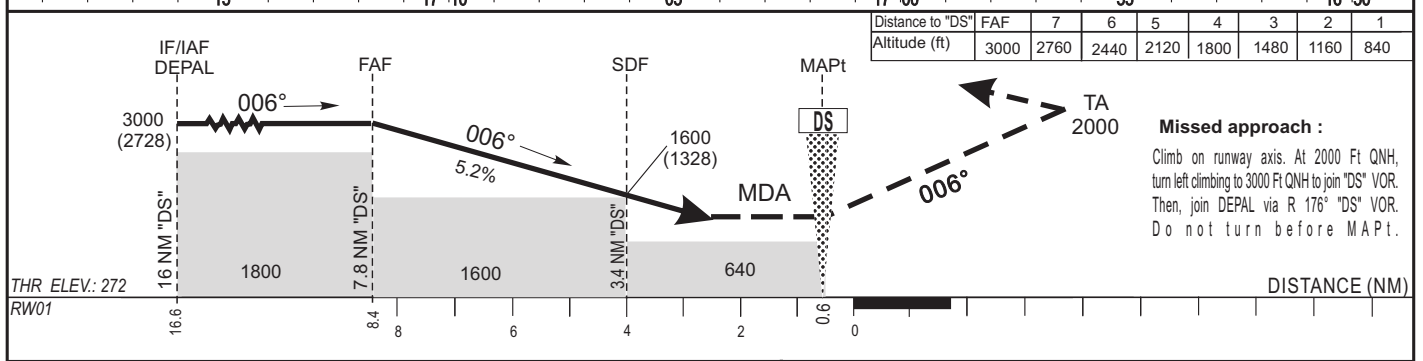 Distance to "DS" FAF 7 6 5 4 3 2 1
Altitude (ft) 3000 2760 2440 2120 1800 1480 1160 840
IF/IAF
DEPAL
FAF
SDF
MAPt
006°
3000
(2728)
006°
5.2%
1600
(1328)
DS
MDA
006°
TA
2000
Missed approach :
Climb on runway axis. At 2000 Ft QNH,
turn left climbing to 3000 Ft QNH to join "DS" VOR.
Then, join DEPAL via R 176° "DS" VOR.
Do not turn before MAPt.
16 NM "DS"
1800
7.8 NM "DS"
1600
3.4 NM "DS"
640
THR ELEV.: 272
DISTANCE (NM)
RW01
16.6
8.4
8
6
4
2
0.6
0